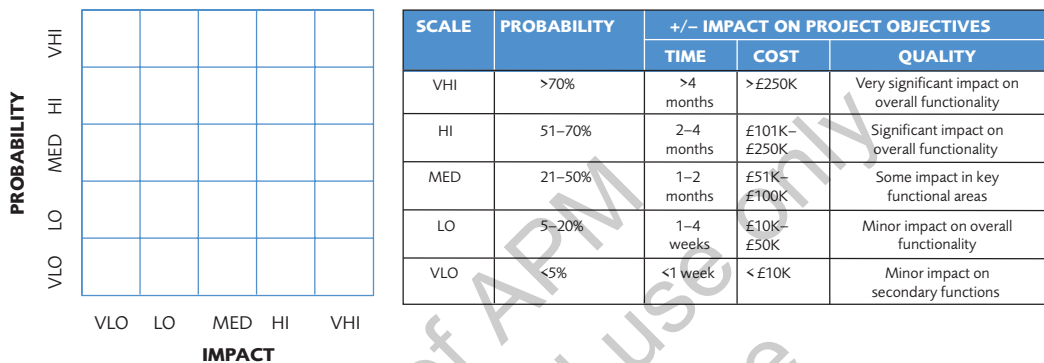 PROBABILITY
VHI
HI
MED
LO
VLO
VLO LO MED HI VHI
IMPACT
SCALE PROBABILITY +/– IMPACT ON PROJECT OBJECTIVES
TIME COST QUALITY
VHI >70% >4 months >£250K Very significant impact on overall functionality
HI 51–70% 2–4 months £101K–£250K Significant impact on overall functionality
MED 21–50% 1–2 months £51K–£100K Some impact in key functional areas
LO 5–20% 1–4 weeks £10K–£50K Minor impact on overall functionality
VLO <5% <1 week <£10K Minor impact on secondary functions
of APM
use only